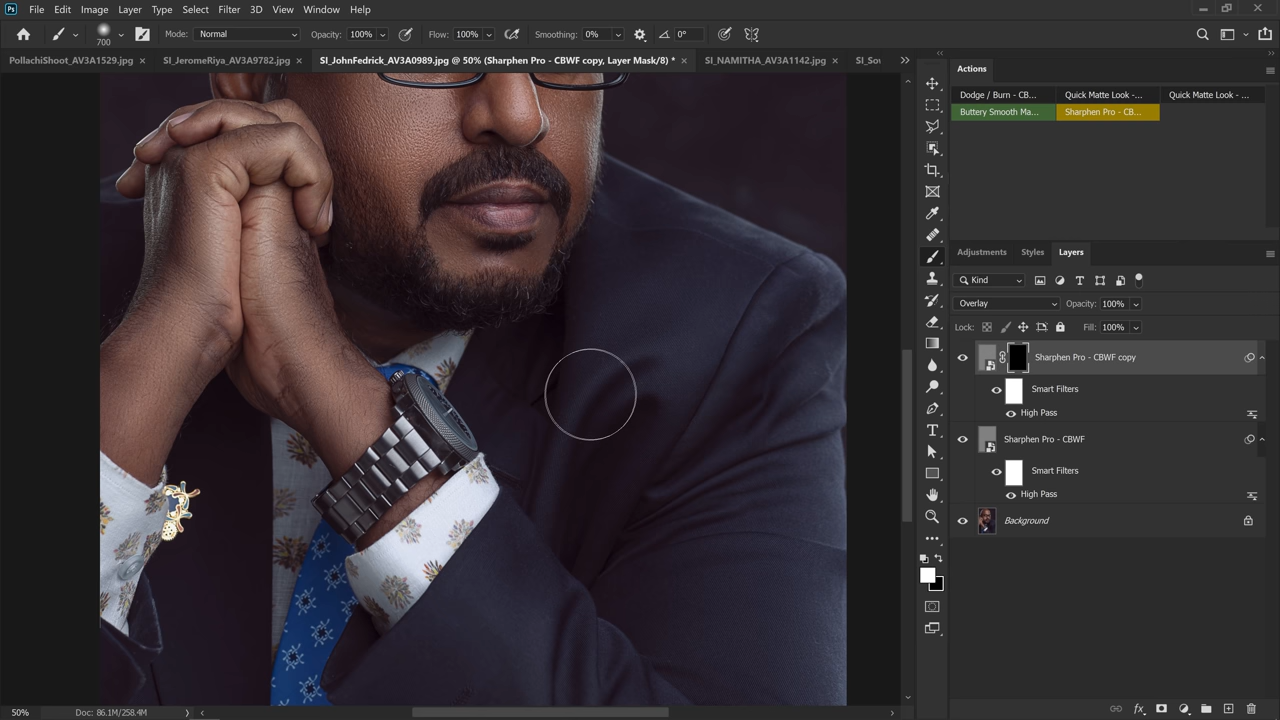 Ps File Edit Image Layer Type Select Filter 3D View Window Help
700 Mode: Normal Opacity: 100% Flow: 100% Smoothing: 0% 0°
PollachiShoot_AV3A1529.jpg × SI_JeromeRiya_AV3A9782.jpg × SI_JohnFedrick_AV3A0989.jpg @ 50% (Sharphen Pro - CBWF copy, Layer Mask/8) * × SI_NAMITHA_AV3A1142.jpg ×
Actions
Dodge / Burn - CB... Quick Matte Look -... Quick Matte Look - ...
Buttery Smooth Ma... Sharphen Pro - CB...
Adjustments Styles Layers
Kind
Overlay Opacity: 100%
Lock: Fill: 100%
Sharphen Pro - CBWF copy
Smart Filters
High Pass
Sharphen Pro - CBWF
Smart Filters
High Pass
Background
50% Doc: 86.1M/258.4M